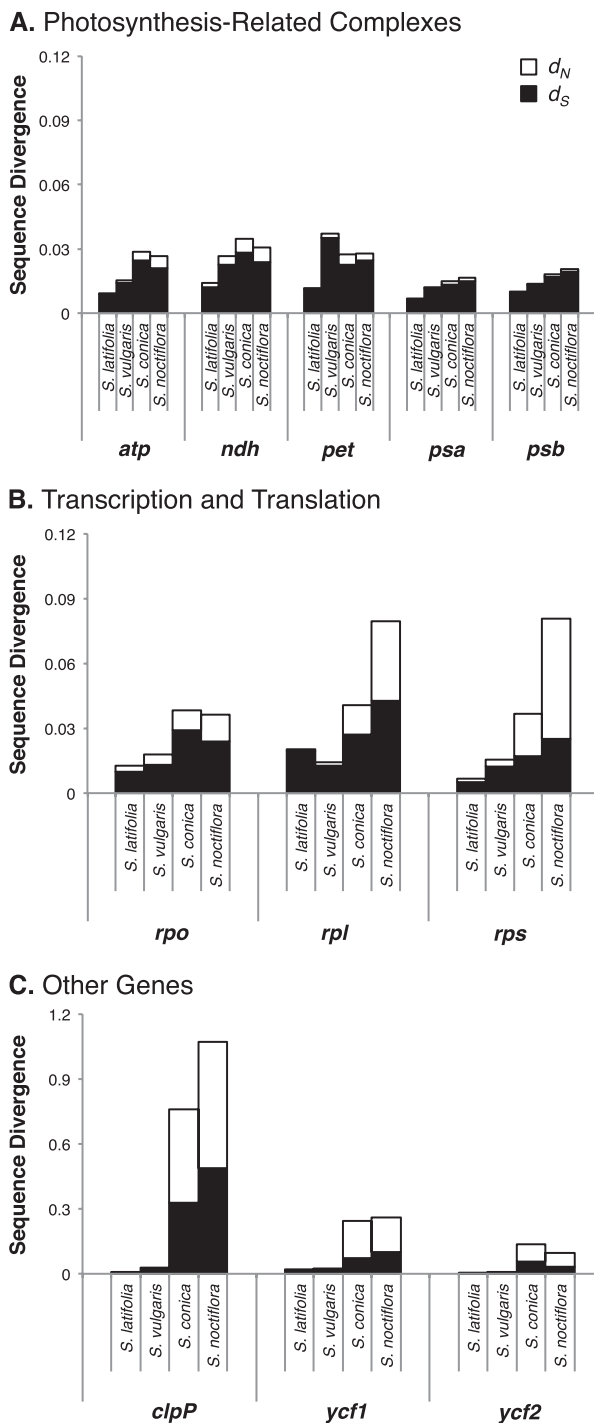 A. Photosynthesis-Related Complexes
Sequence Divergence
0.12
0.09
0.06
0.03
0
dN
dS
S. latifolia
S. vulgaris
S. conica
S. noctiflora
S. latifolia
S. vulgaris
S. conica
S. noctiflora
S. latifolia
S. vulgaris
S. conica
S. noctiflora
S. latifolia
S. vulgaris
S. conica
S. noctiflora
S. latifolia
S. vulgaris
S. conica
S. noctiflora
atp ndh pet psa psb
B. Transcription and Translation
Sequence Divergence
0.12
0.09
0.06
0.03
0
S. latifolia
S. vulgaris
S. conica
S. noctiflora
S. latifolia
S. vulgaris
S. conica
S. noctiflora
S. latifolia
S. vulgaris
S. conica
S. noctiflora
rpo rpl rps
C. Other Genes
Sequence Divergence
1.2
0.9
0.6
0.3
0
S. latifolia
S. vulgaris
S. conica
S. noctiflora
S. latifolia
S. vulgaris
S. conica
S. noctiflora
S. latifolia
S. vulgaris
S. conica
S. noctiflora
clpP ycf1 ycf2